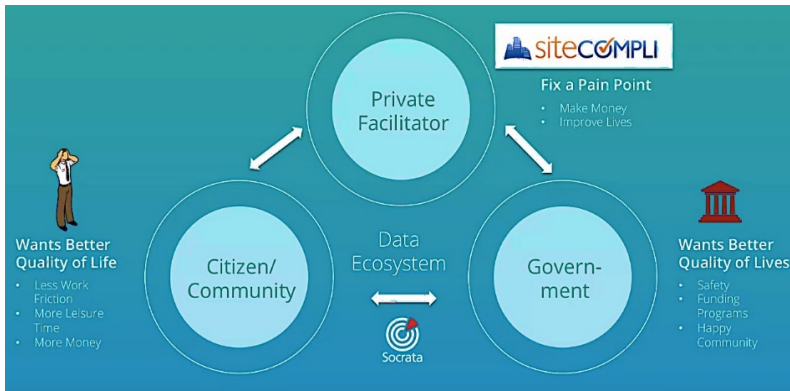 siteCOMPLI
Fix a Pain Point
• Make Money
• Improve Lives
Private
Facilitator
Wants Better
Quality of Life
• Less Work
Friction
• More Leisure
Time
• More Money
Citizen/
Community
Data
Ecosystem
Socrata
Govern-
ment
Wants Better
Quality of Lives
• Safety
• Funding
Programs
• Happy
Community